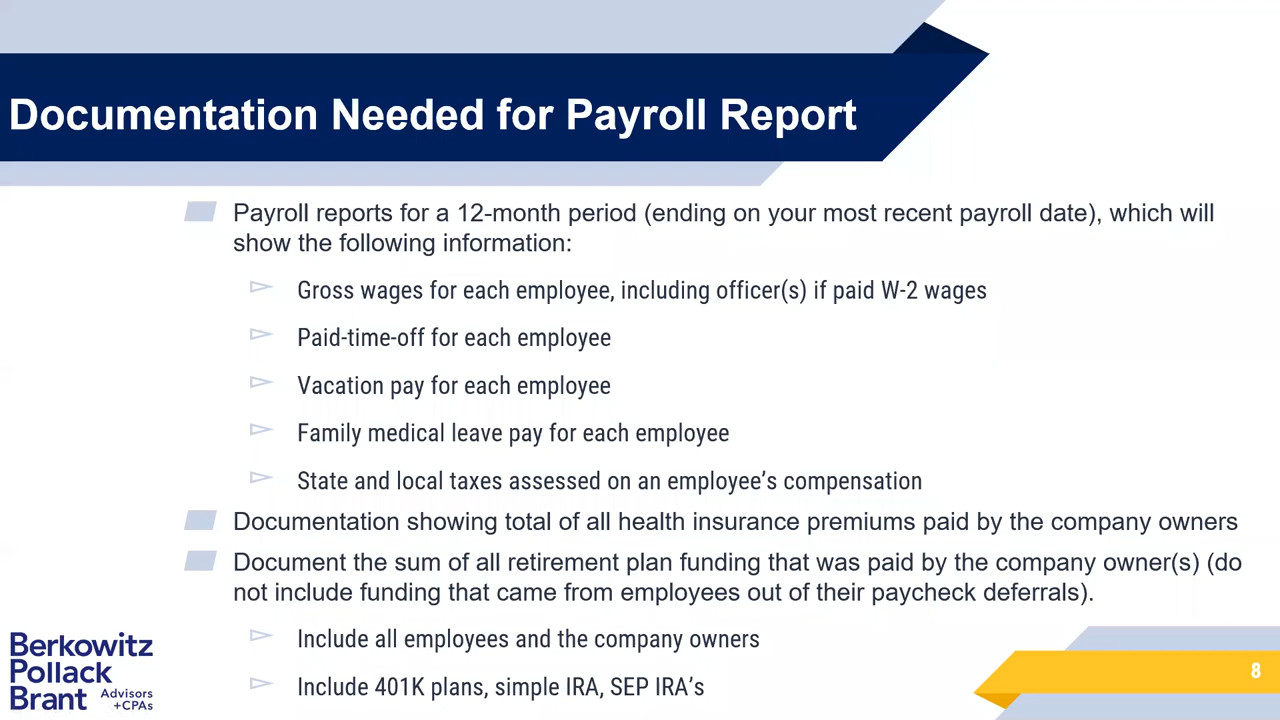 Documentation Needed for Payroll Report
Payroll reports for a 12-month period (ending on your most recent payroll date), which will
show the following information:
Gross wages for each employee, including officer(s) if paid W-2 wages
Paid-time-off for each employee
Vacation pay for each employee
Family medical leave pay for each employee
State and local taxes assessed on an employee’s compensation
Documentation showing total of all health insurance premiums paid by the company owners
Document the sum of all retirement plan funding that was paid by the company owner(s) (do
not include funding that came from employees out of their paycheck deferrals).
Include all employees and the company owners
Include 401K plans, simple IRA, SEP IRA’s
Berkowitz
Pollack
Brant Advisors
+CPAs
8